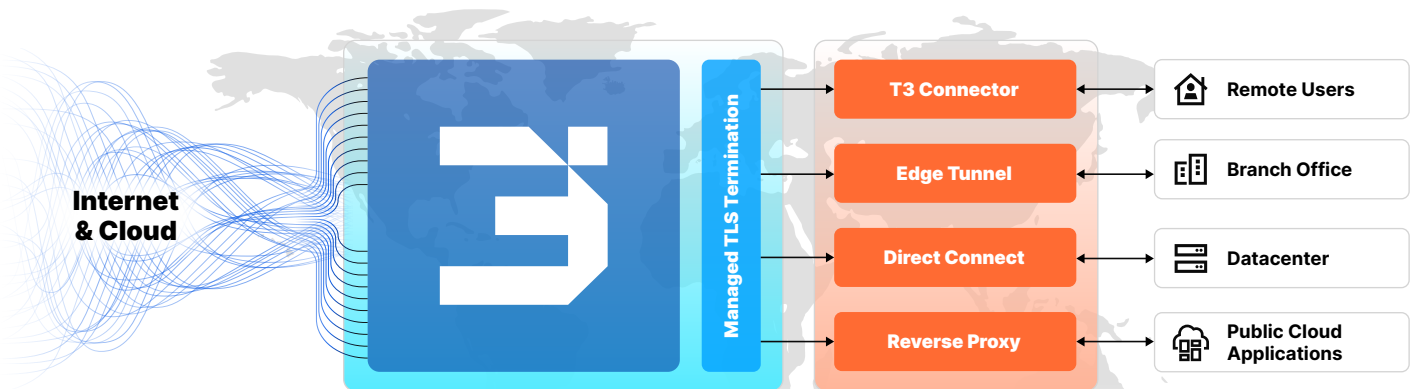 Internet
& Cloud
Managed TLS Termination
T3 Connector
Edge Tunnel
Direct Connect
Reverse Proxy
Remote Users
Branch Office
Datacenter
Public Cloud
Applications